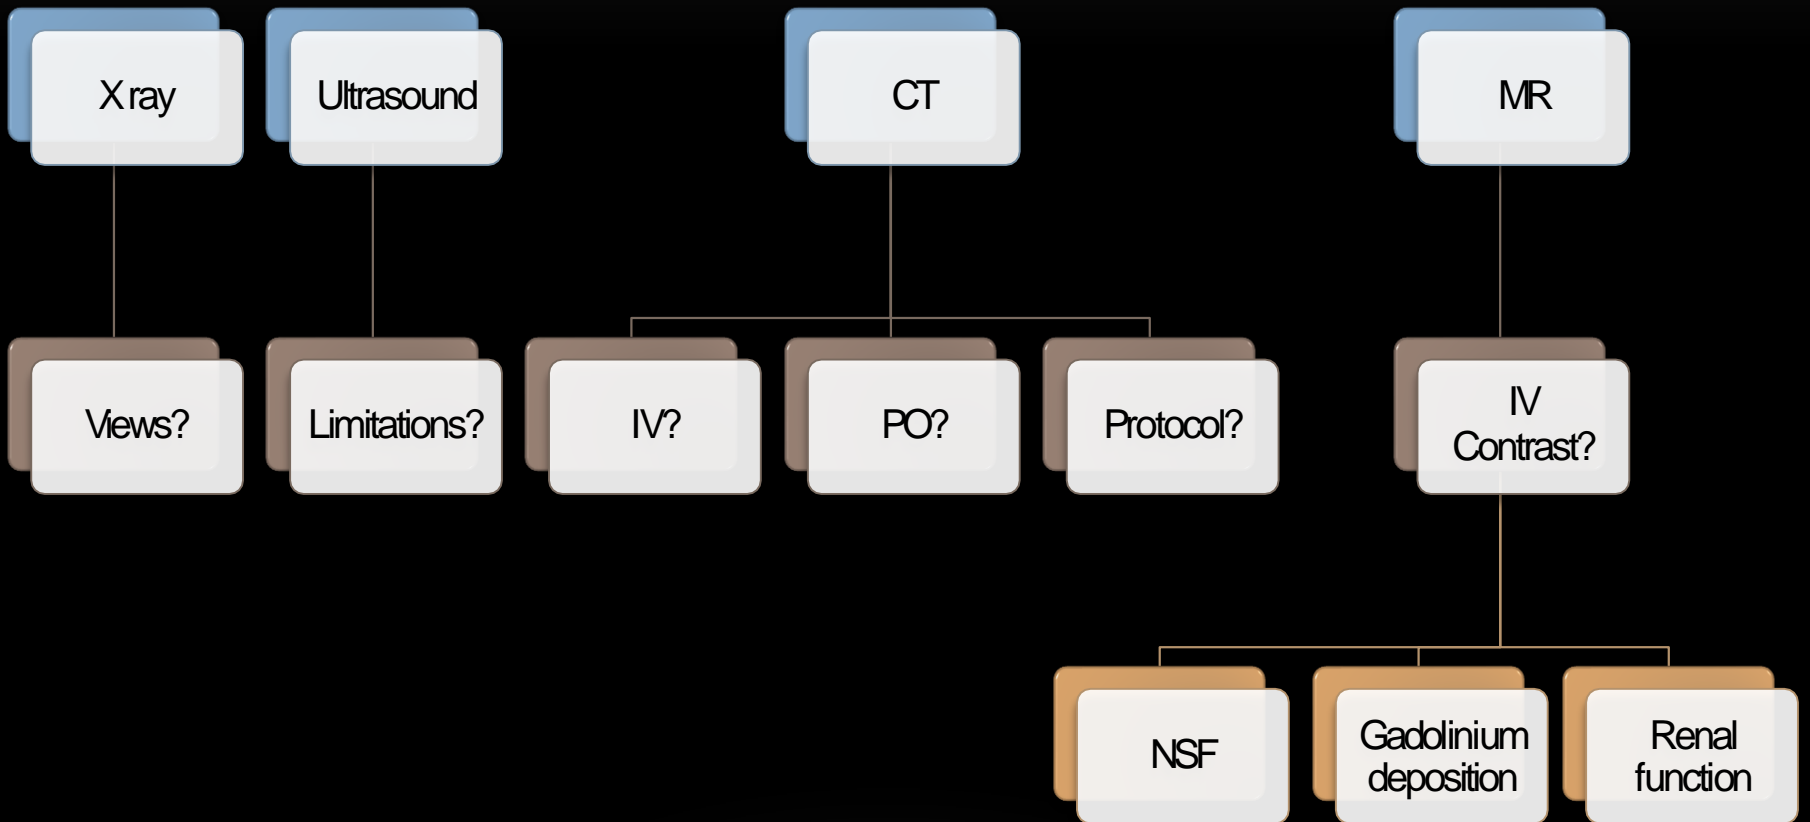 X ray
Ultrasound
CT
MR
Views?
Limitations?
IV?
PO?
Protocol?
IV
Contrast?
NSF
Gadolinium
deposition
Renal
function